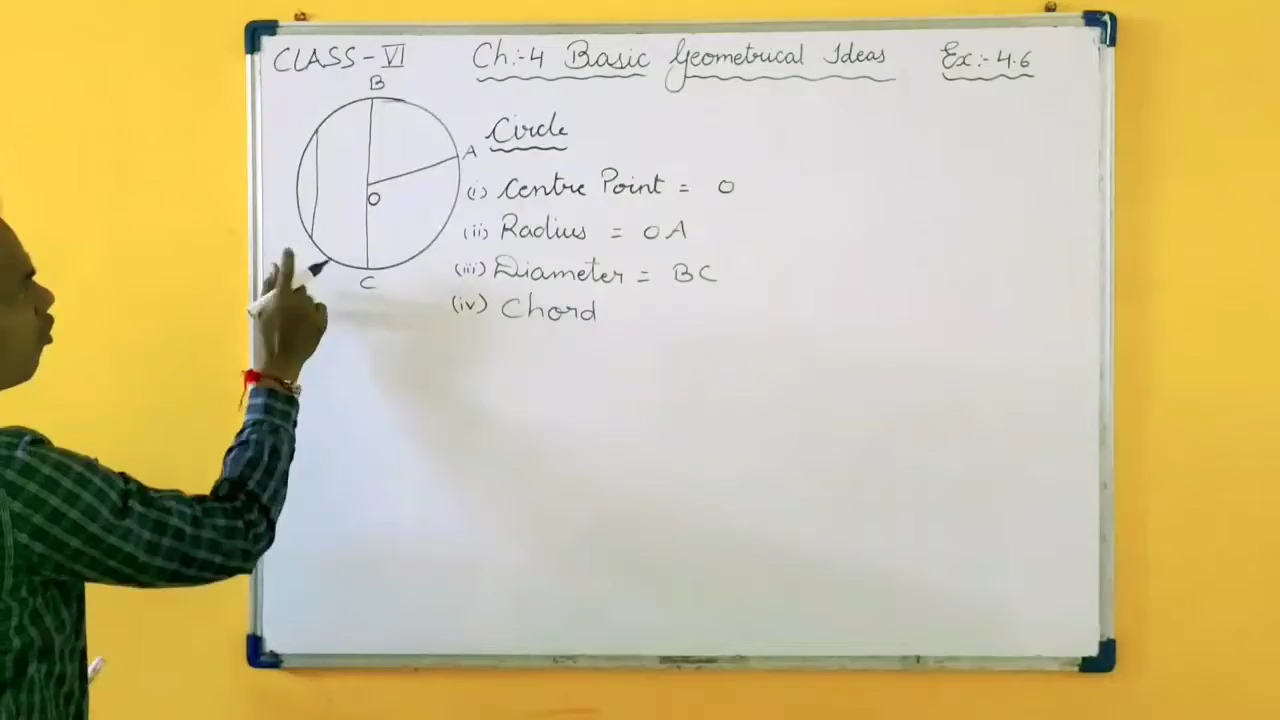 CLASS-VI
Ch:-4 Basic Geometrical Ideas
Ex:- 4.6
B
A
O
C
Circle
(i) Centre Point = O
(ii) Radius = OA
(iii) Diameter = BC
(iv) Chord